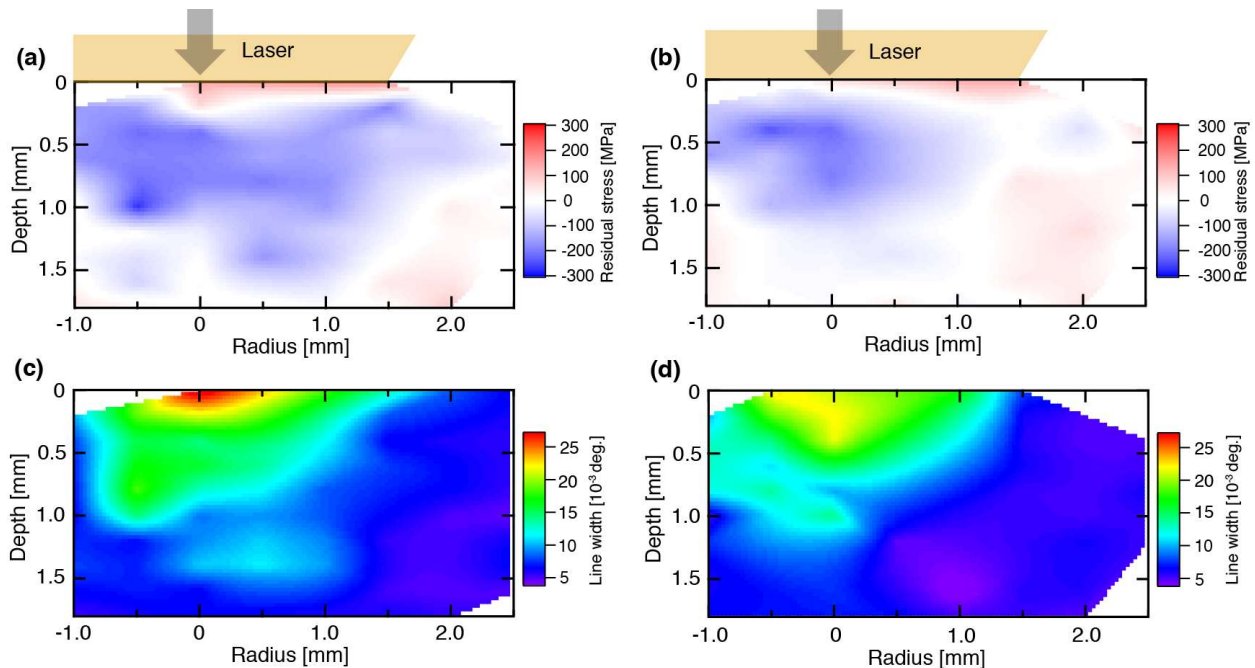 (a)
Laser
0
0.5
1.0
1.5
Depth [mm]
-1.0 0 1.0 2.0
Radius [mm]
300
200
100
0
-100
-200
-300
Residual stress [MPa]
(b)
Laser
0
0.5
1.0
1.5
Depth [mm]
-1.0 0 1.0 2.0
Radius [mm]
300
200
100
0
-100
-200
-300
Residual stress [MPa]
(c)
0
0.5
1.0
1.5
Depth [mm]
-1.0 0 1.0 2.0
Radius [mm]
25
20
15
10
5
Line width [10⁻³ deg.]
(d)
0
0.5
1.0
1.5
Depth [mm]
-1.0 0 1.0 2.0
Radius [mm]
25
20
15
10
5
Line width [10⁻³ deg.]